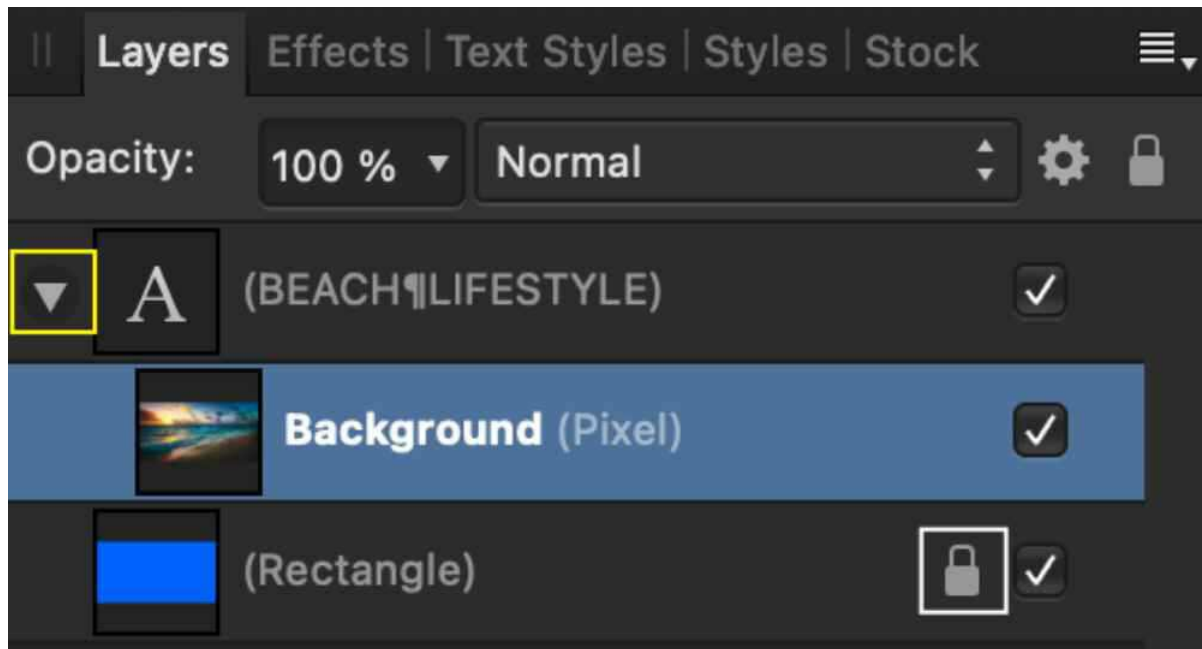 Layers Effects | Text Styles | Styles | Stock
Opacity: 100 % Normal
A (BEACH¶LIFESTYLE)
Background (Pixel)
(Rectangle)